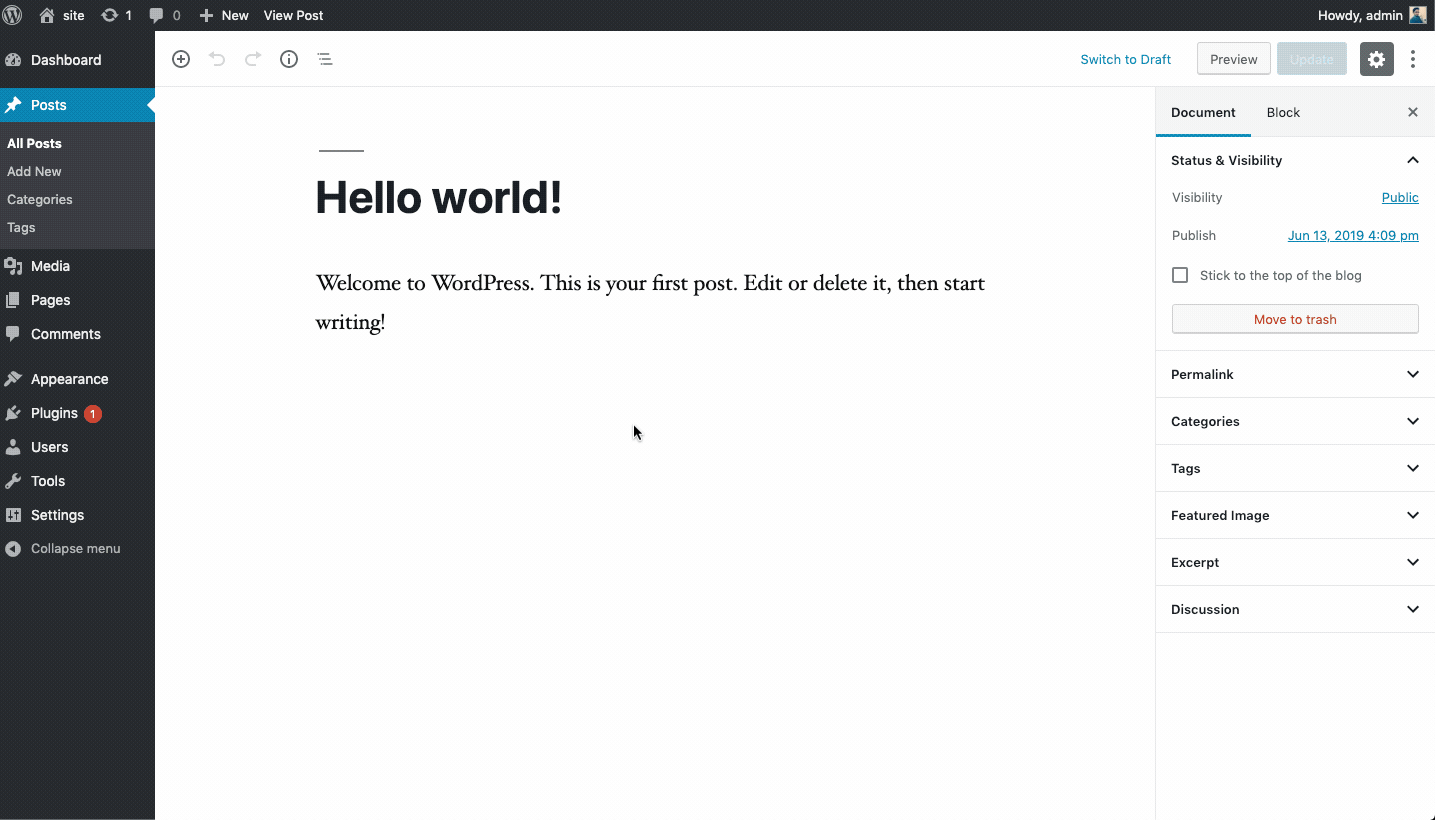 site 1 0 New View Post Howdy, admin
Dashboard
Posts
All Posts
Add New
Categories
Tags
Media
Pages
Comments
Appearance
Plugins 1
Users
Tools
Settings
Collapse menu
Switch to Draft Preview Update
Hello world!
Welcome to WordPress. This is your first post. Edit or delete it, then start
writing!
Document Block
Status & Visibility
Visibility Public
Publish Jun 13, 2019 4:09 pm
Stick to the top of the blog
Move to trash
Permalink
Categories
Tags
Featured Image
Excerpt
Discussion